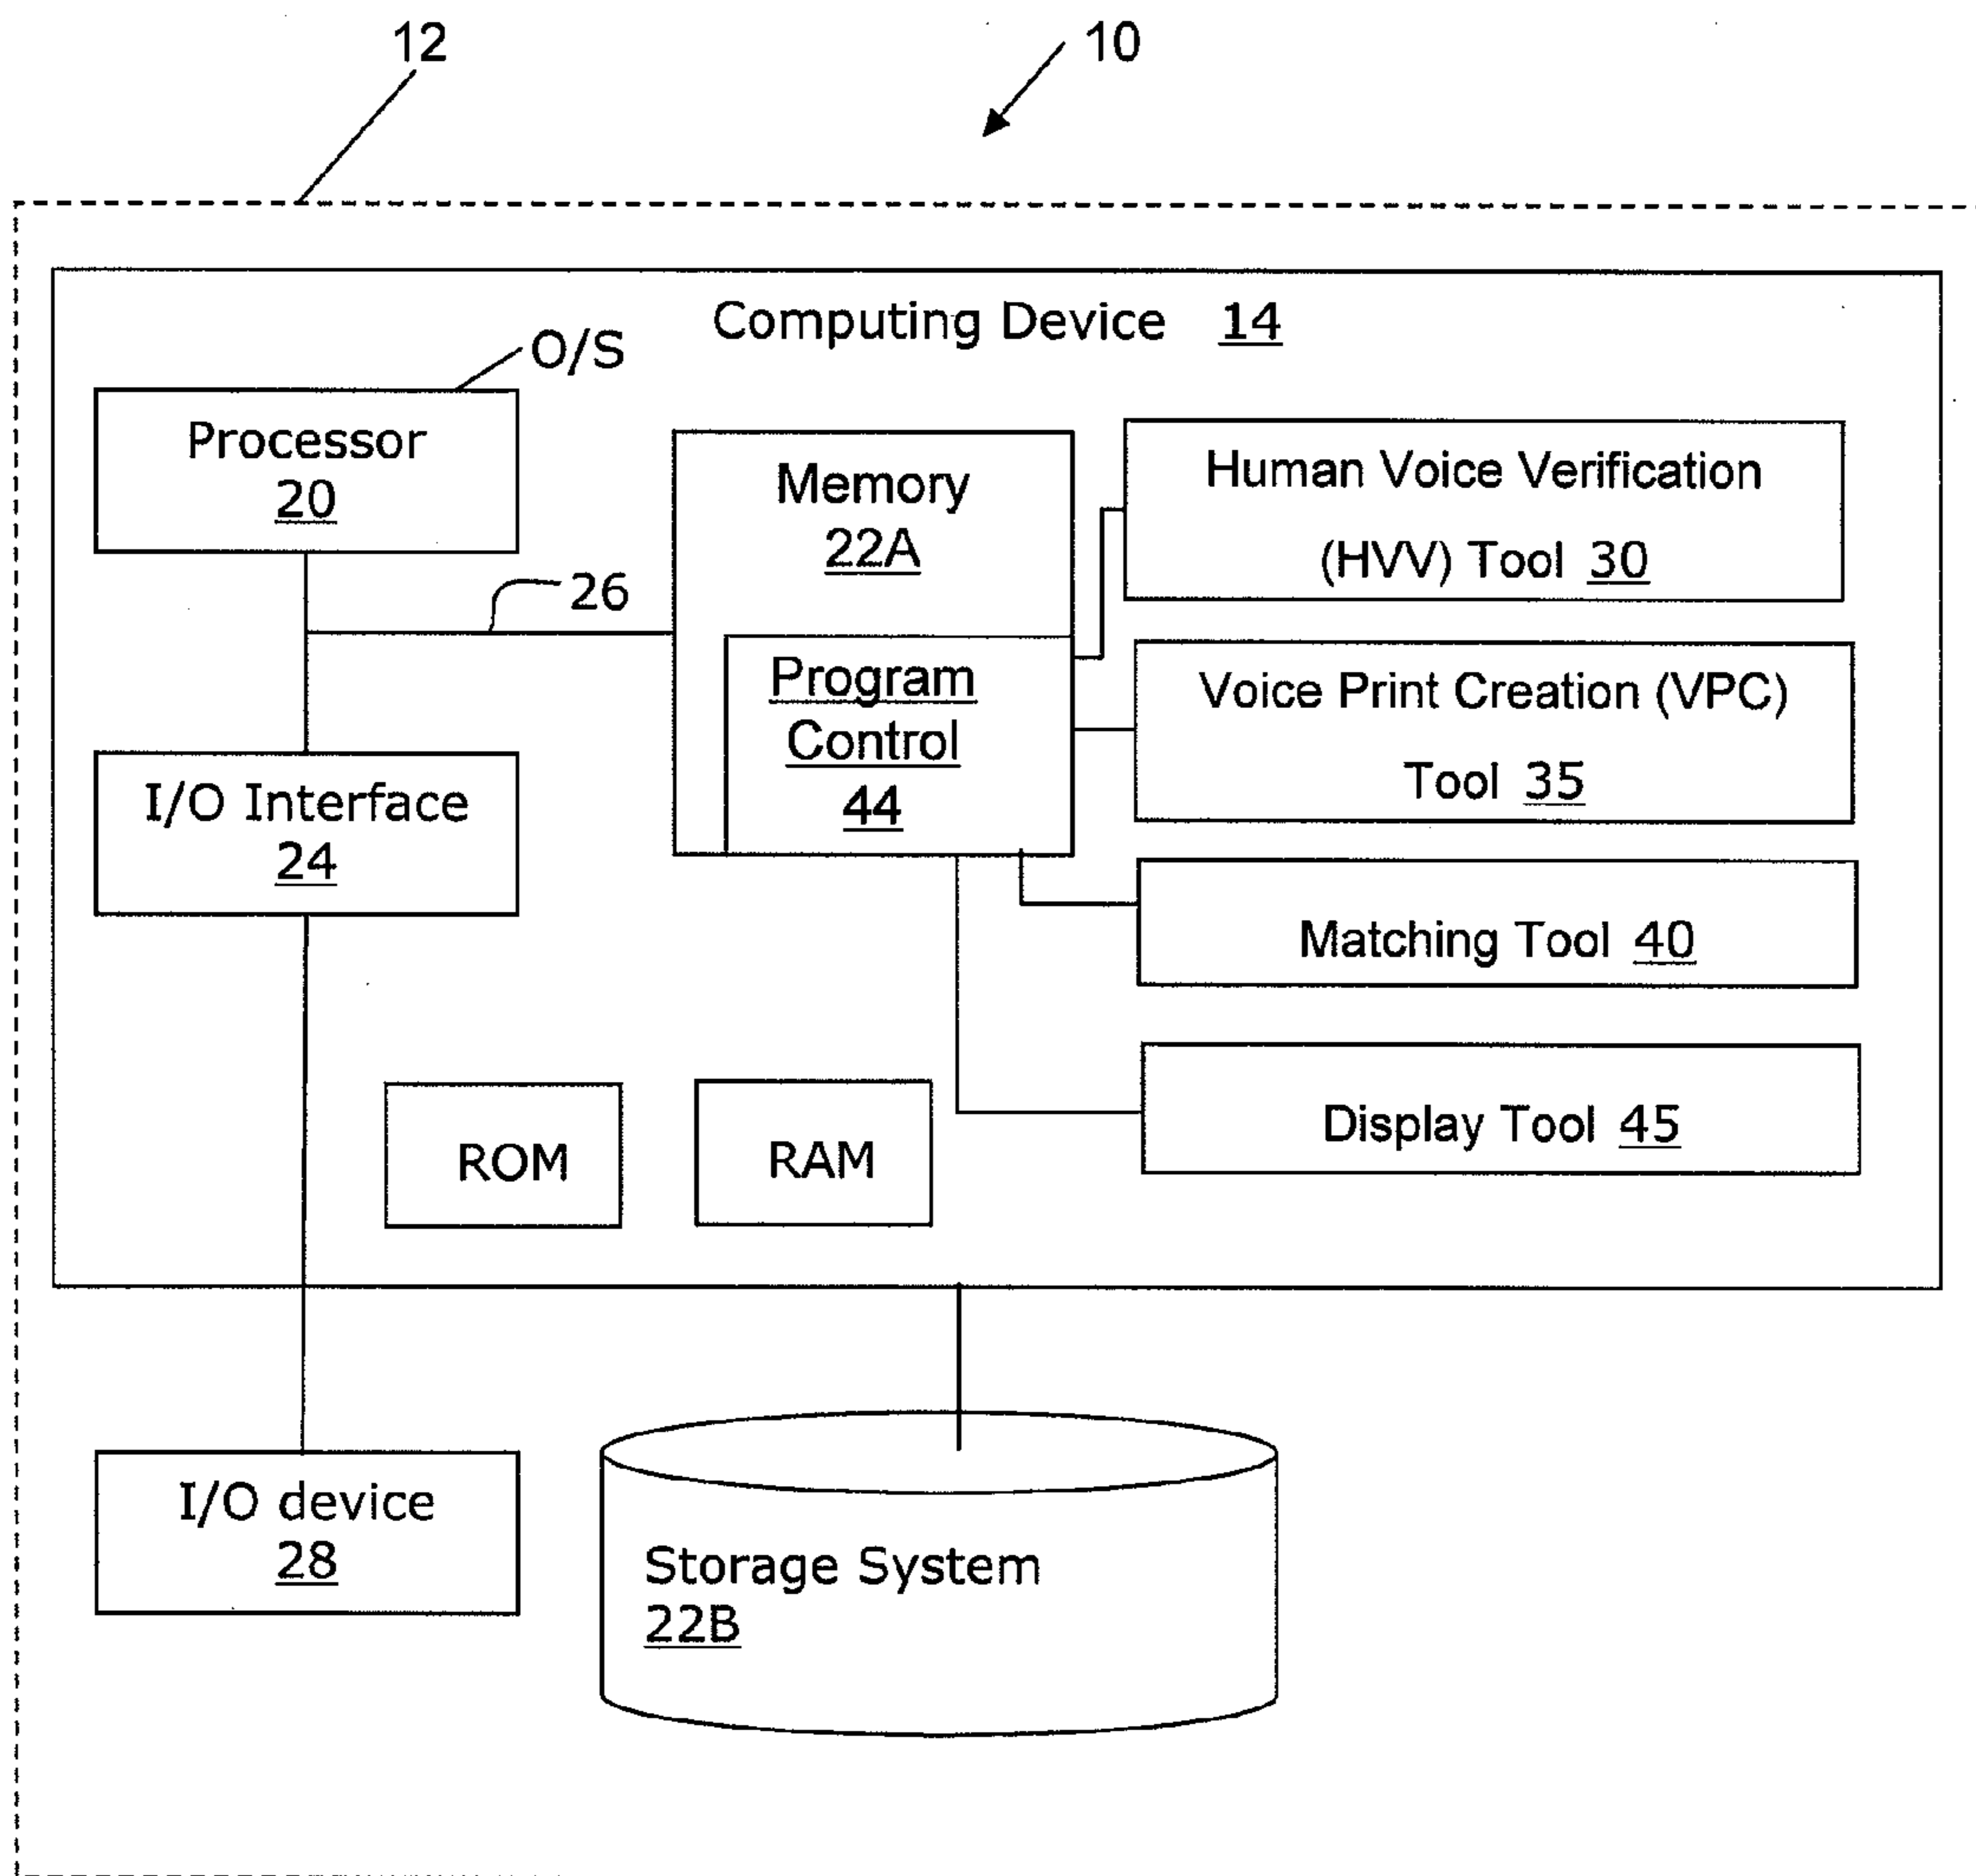 12
10
Computing Device 14
O/S
Processor
20
Memory
22A
Human Voice Verification
(HVV) Tool 30
26
Program
Control
44
Voice Print Creation (VPC)
Tool 35
I/O Interface
24
Matching Tool 40
Display Tool 45
ROM
RAM
I/O device
28
Storage System
22B